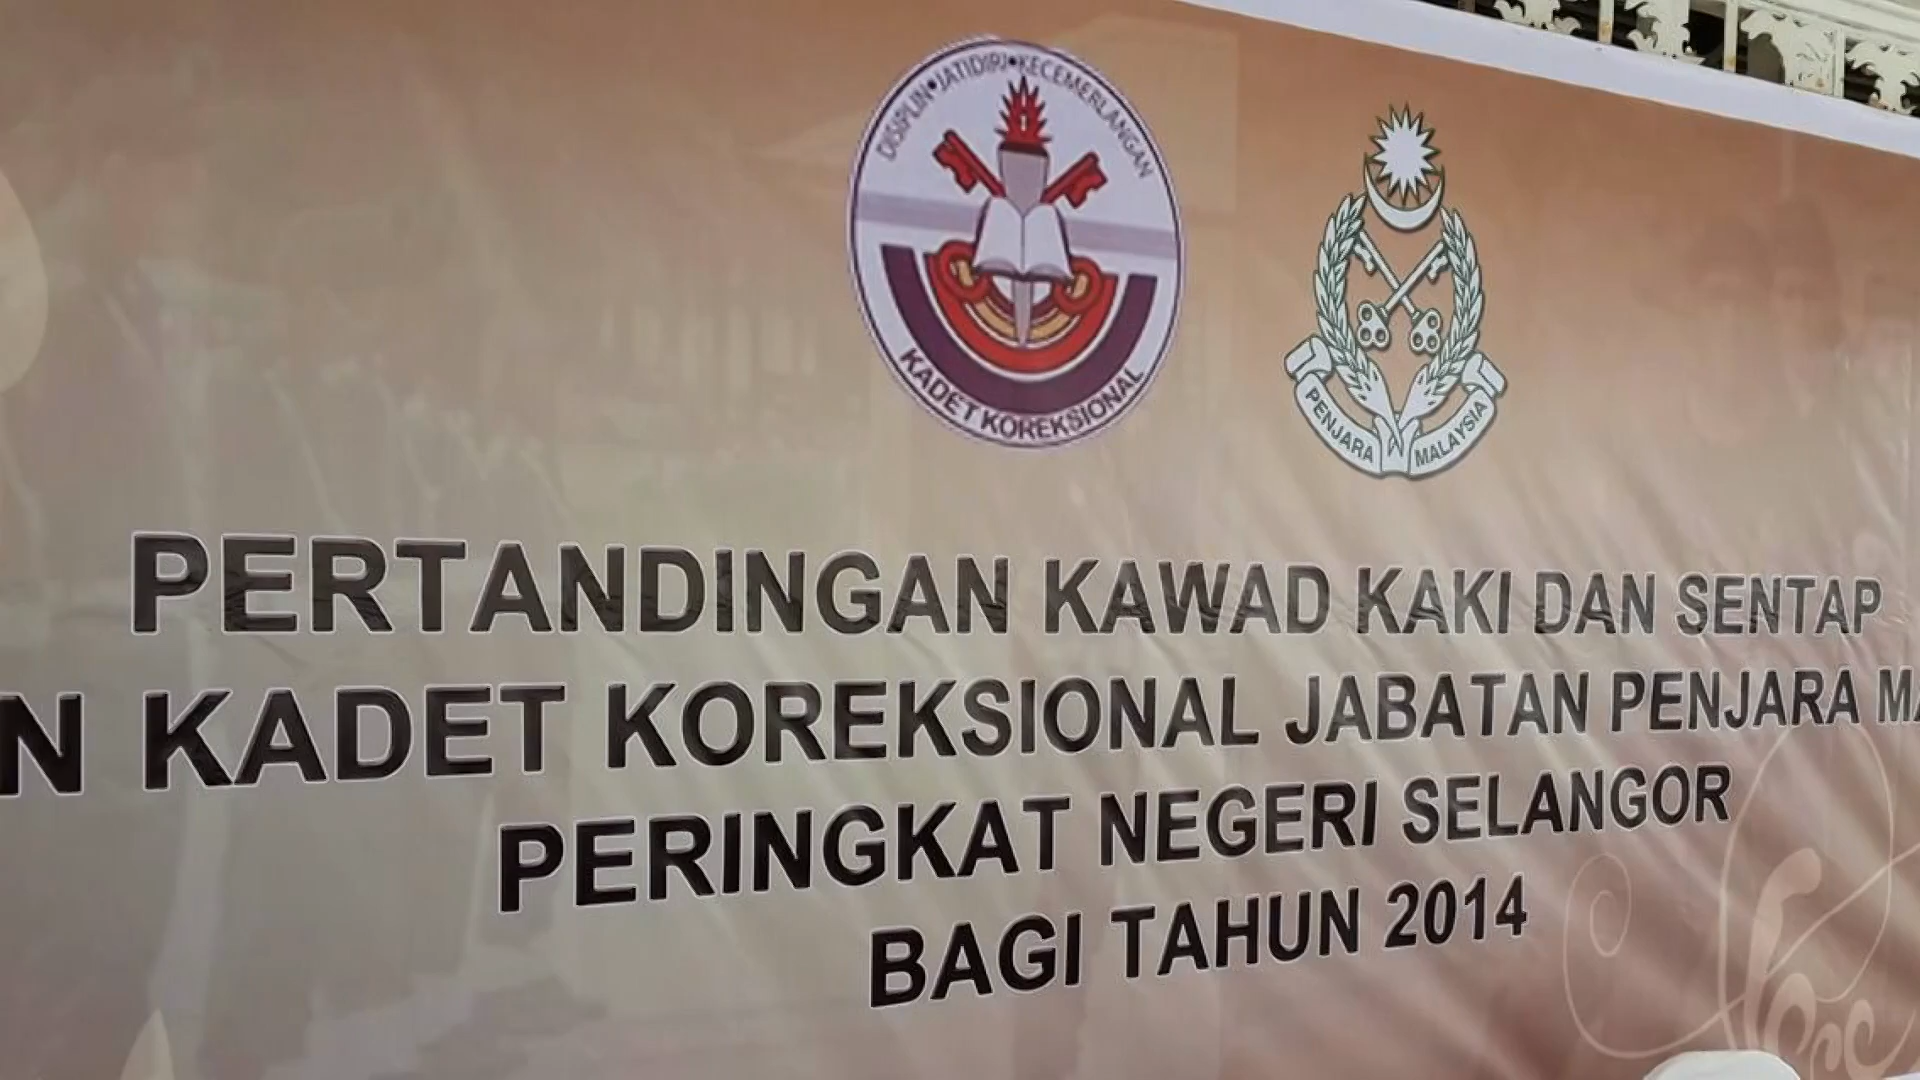 DISIPLIN•JATIDIRI•KECEMERLANGAN
KADET KOREKSIONAL
PENJARA MALAYSIA
PERTANDINGAN KAWAD KAKI DAN SENTAP
N KADET KOREKSIONAL JABATAN PENJARA MA
PERINGKAT NEGERI SELANGOR
BAGI TAHUN 2014